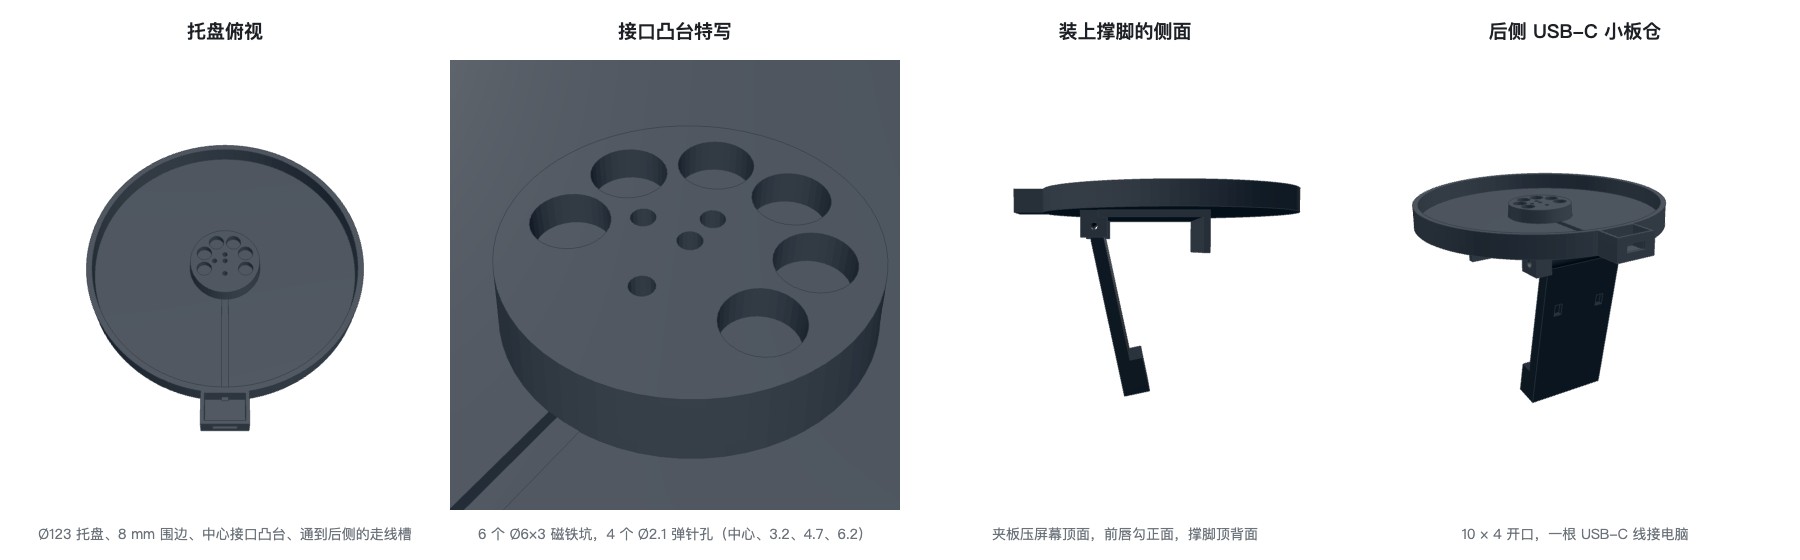 托盘俯视
接口凸台特写
装上撑脚的侧面
后侧 USB-C 小板仓
Ø123 托盘、8 mm 围边、中心接口凸台、通到后侧的走线槽
6 个 Ø6×3 磁铁坑，4 个 Ø2.1 弹针孔（中心、3.2、4.7、6.2）
夹板压屏幕顶面，前唇勾正面，撑脚顶背面
10 × 4 开口，一根 USB-C 线接电脑